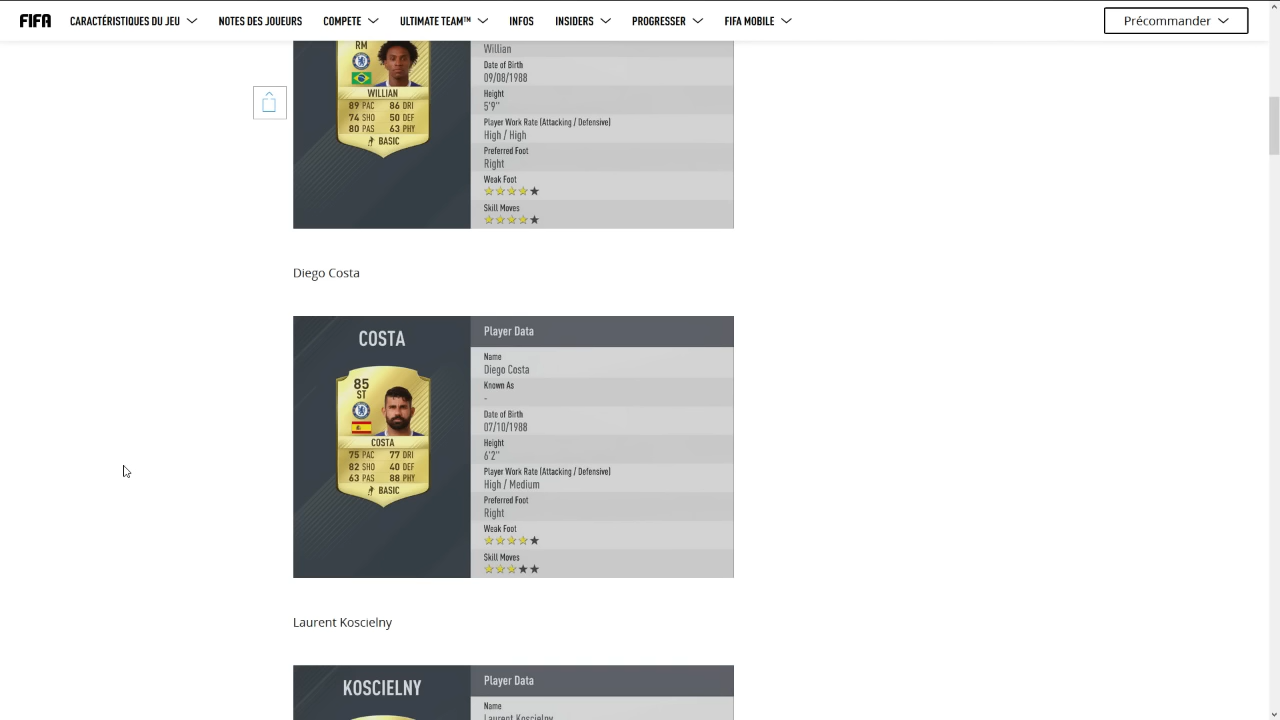 FIFA
CARACTÉRISTIQUES DU JEU
NOTES DES JOUEURS
COMPETE
ULTIMATE TEAM™
INFOS
INSIDERS
PROGRESSER
FIFA MOBILE
Précommander
RM
WILLIAN
89 PAC 86 DRI
74 SHO 50 DEF
80 PAS 63 PHY
BASIC
Willian
Date of Birth
09/08/1988
Height
5'9"
Player Work Rate (Attacking / Defensive)
High / High
Preferred Foot
Right
Weak Foot
Skill Moves
Diego Costa
COSTA
85
ST
COSTA
75 PAC 77 DRI
82 SHO 40 DEF
63 PAS 88 PHY
BASIC
Player Data
Name
Diego Costa
Known As
-
Date of Birth
07/10/1988
Height
6'2"
Player Work Rate (Attacking / Defensive)
High / Medium
Preferred Foot
Right
Weak Foot
Skill Moves
Laurent Koscielny
KOSCIELNY
Player Data
Name
Laurent Koscielny